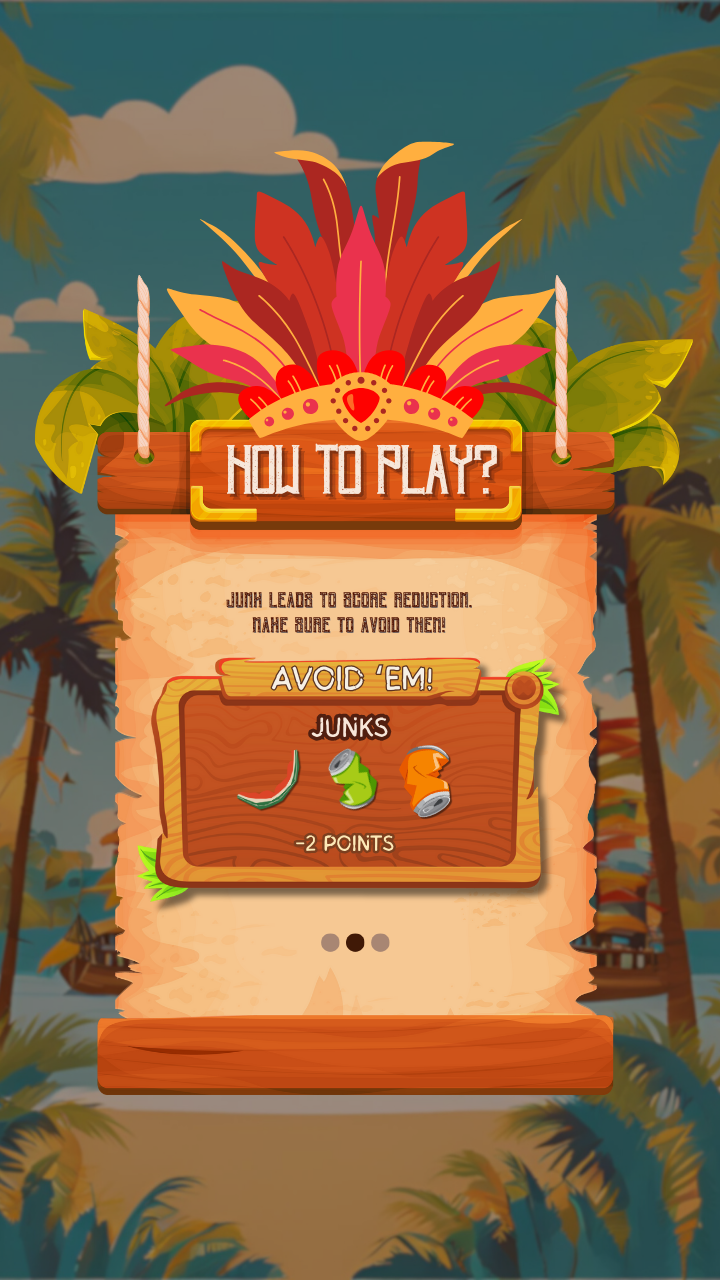 HOW TO PLAY?
JUNK LEADS TO SCORE REDUCTION.
MAKE SURE TO AVOID THEM!
AVOID 'EM!
JUNKS
-2 POINTS